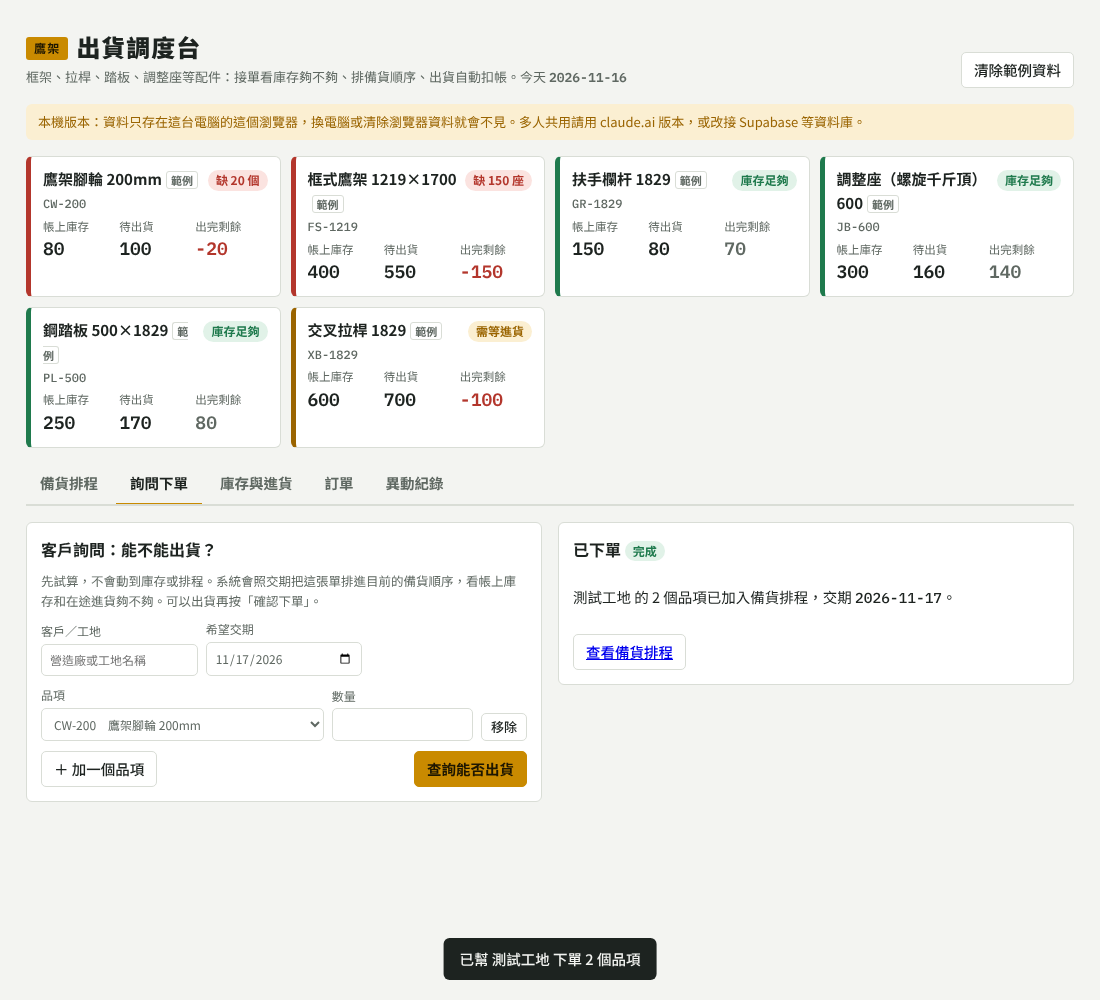 鷹架 出貨調度台
框架、拉桿、踏板、調整座等配件：接單看庫存夠不夠、排備貨順序、出貨自動扣帳。今天 2026-11-16
清除範例資料
本機版本：資料只存在這台電腦的這個瀏覽器，換電腦或清除瀏覽器資料就會不見。多人共用請用 claude.ai 版本，或改接 Supabase 等資料庫。
鷹架腳輪 200mm 範例 缺 20 個
CW-200
帳上庫存 待出貨 出完剩餘
80 100 -20
框式鷹架 1219×1700 缺 150 座
範例
FS-1219
帳上庫存 待出貨 出完剩餘
400 550 -150
扶手欄杆 1829 範例 庫存足夠
GR-1829
帳上庫存 待出貨 出完剩餘
150 80 70
調整座（螺旋千斤頂） 庫存足夠
600 範例
JB-600
帳上庫存 待出貨 出完剩餘
300 160 140
鋼踏板 500×1829 範 庫存足夠
例
PL-500
帳上庫存 待出貨 出完剩餘
250 170 80
交叉拉桿 1829 範例 需等進貨
XB-1829
帳上庫存 待出貨 出完剩餘
600 700 -100
備貨排程 詢問下單 庫存與進貨 訂單 異動紀錄
客戶詢問：能不能出貨？
先試算，不會動到庫存或排程。系統會照交期把這張單排進目前的備貨順序，看帳上庫
存和在途進貨夠不夠。可以出貨再按「確認下單」。
客戶／工地 希望交期
營造廠或工地名稱 11/17/2026
品項 數量
CW-200 鷹架腳輪 200mm 移除
＋ 加一個品項 查詢能否出貨
已下單 完成
測試工地 的 2 個品項已加入備貨排程，交期 2026-11-17。
查看備貨排程
已幫 測試工地 下單 2 個品項